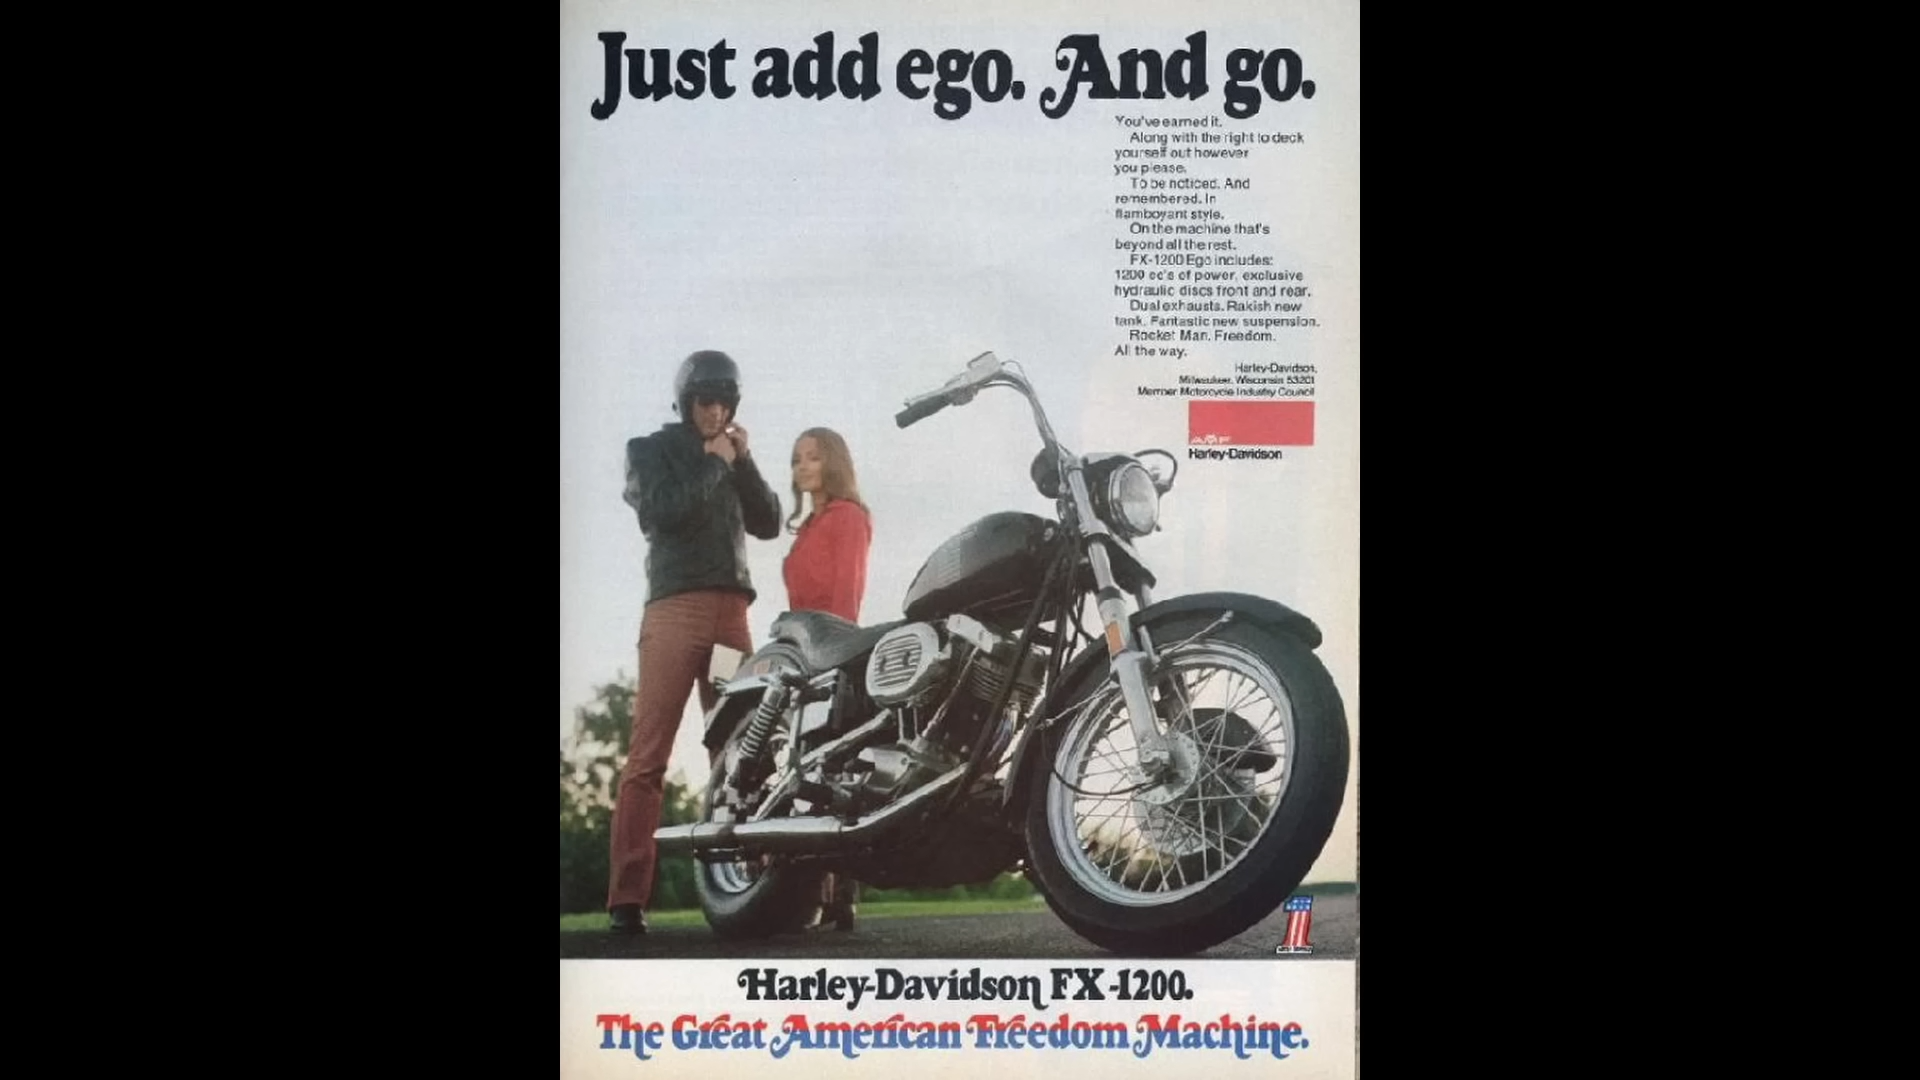 Just add ego. And go.
You've earned it.
Along with the right to deck
yourself out however
you please.
To be noticed. And
remembered. In
flamboyant style.
On the machine that's
beyond all the rest.
FX-1200 Ego includes:
1200 cc's of power, exclusive
hydraulic discs front and rear.
Dual exhausts. Rakish new
tank. Fantastic new suspension.
Rocket Man. Freedom.
All the way.
Harley-Davidson,
Milwaukee, Wisconsin 53201
Member Motorcycle Industry Council
AMF
Harley-Davidson
1
Harley-Davidson FX-1200.
The Great American Freedom Machine.